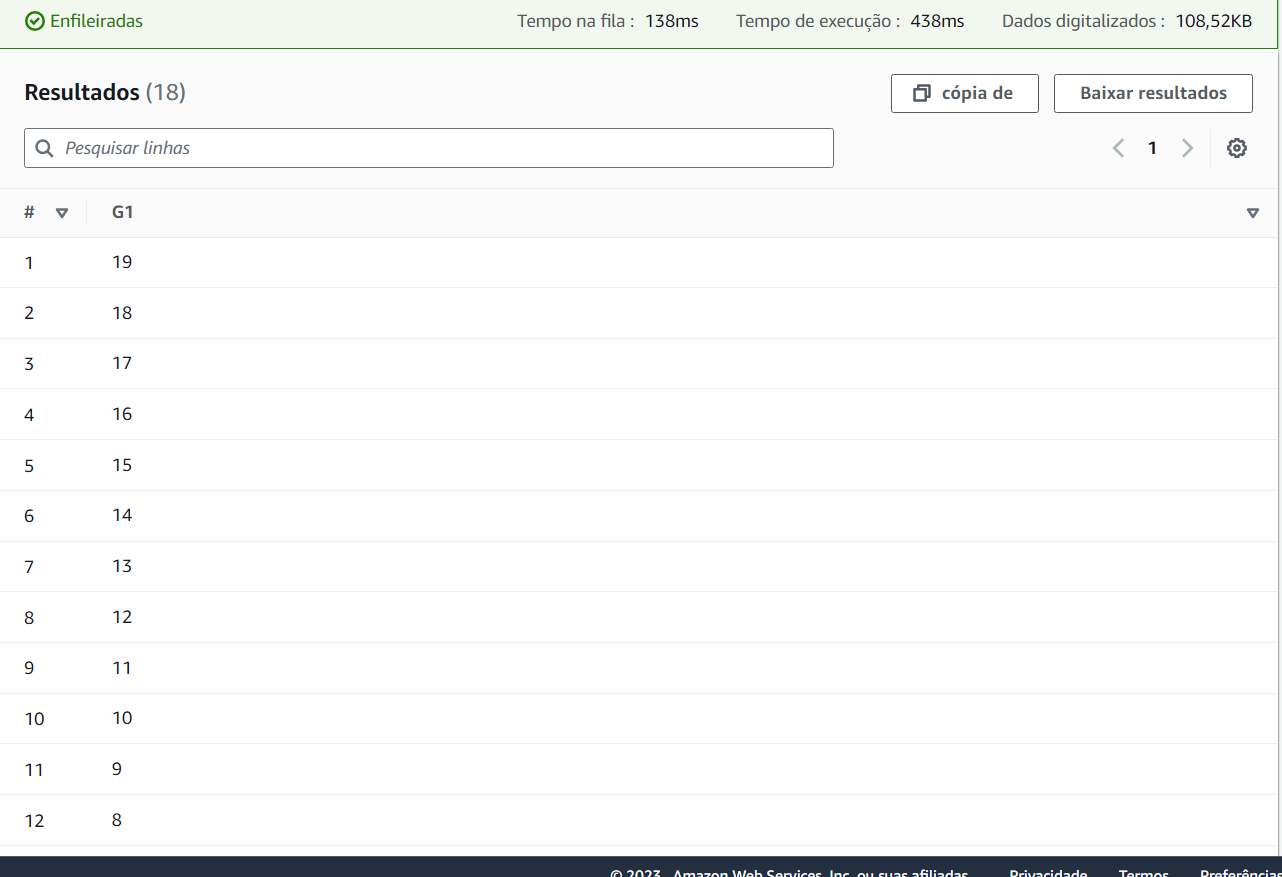 Enfileiradas Tempo na fila : 138ms Tempo de execução : 438ms Dados digitalizados : 108,52KB
Resultados (18) cópia de Baixar resultados
Pesquisar linhas 1
# G1
1 19
2 18
3 17
4 16
5 15
6 14
7 13
8 12
9 11
10 10
11 9
12 8
© 2023, Amazon Web Services, Inc. ou suas afiliadas. Privacidade Termos Preferências